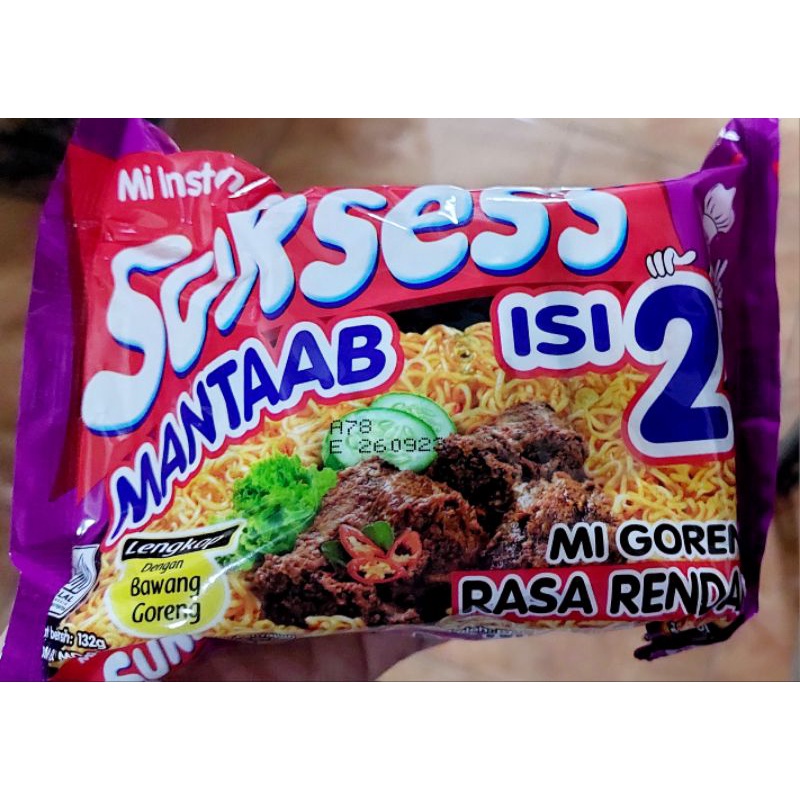 Mi Insta
Suksess
MANTAAB
ISI 2
A78
E 260923
Lengkap
Dengan
Bawang
Goreng
MI GOREN
RASA RENDA
132g